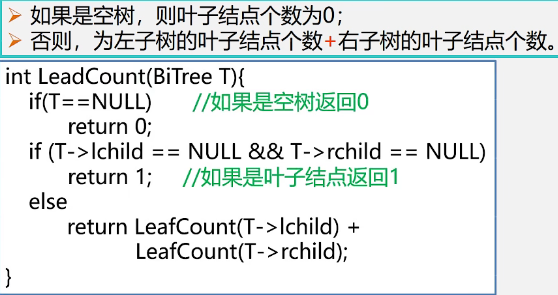 ➢ 如果是空树，则叶子结点个数为0；
➢ 否则，为左子树的叶子结点个数+右子树的叶子结点个数。
int LeadCount(BiTree T){
if(T==NULL) //如果是空树返回0
return 0;
if (T->lchild == NULL && T->rchild == NULL)
return 1; //如果是叶子结点返回1
else
return LeafCount(T->lchild) +
LeafCount(T->rchild);
}